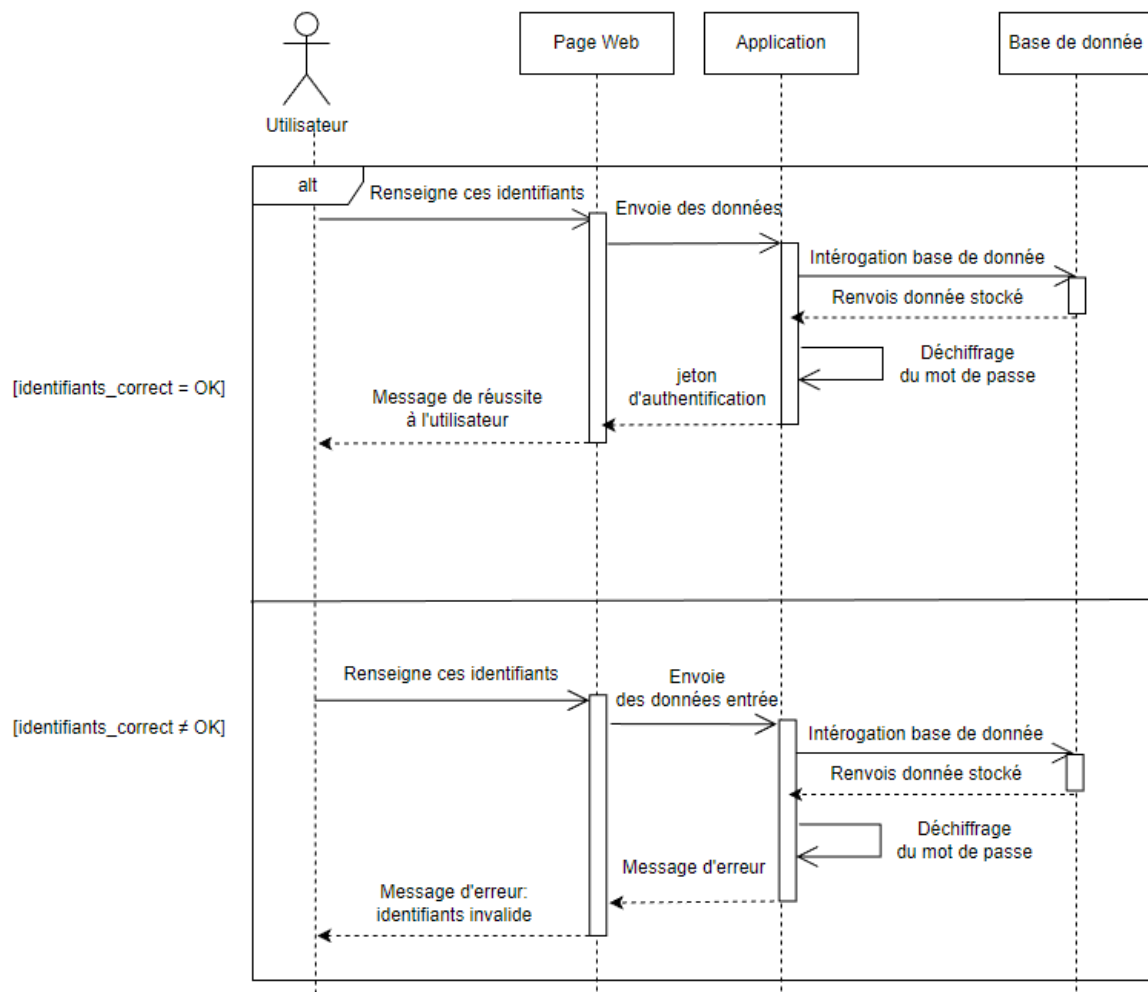 Page Web
Application
Base de donnée
Utilisateur
alt
Renseigne ces identifiants
Envoie des données
Intérogation base de donnée
Renvois donnée stocké
Déchiffrage
du mot de passe
[identifiants_correct = OK]
jeton
d'authentification
Message de réussite
à l'utilisateur
Renseigne ces identifiants
Envoie
des données entrée
[identifiants_correct ≠ OK]
Intérogation base de donnée
Renvois donnée stocké
Déchiffrage
du mot de passe
Message d'erreur
Message d'erreur:
identifiants invalide